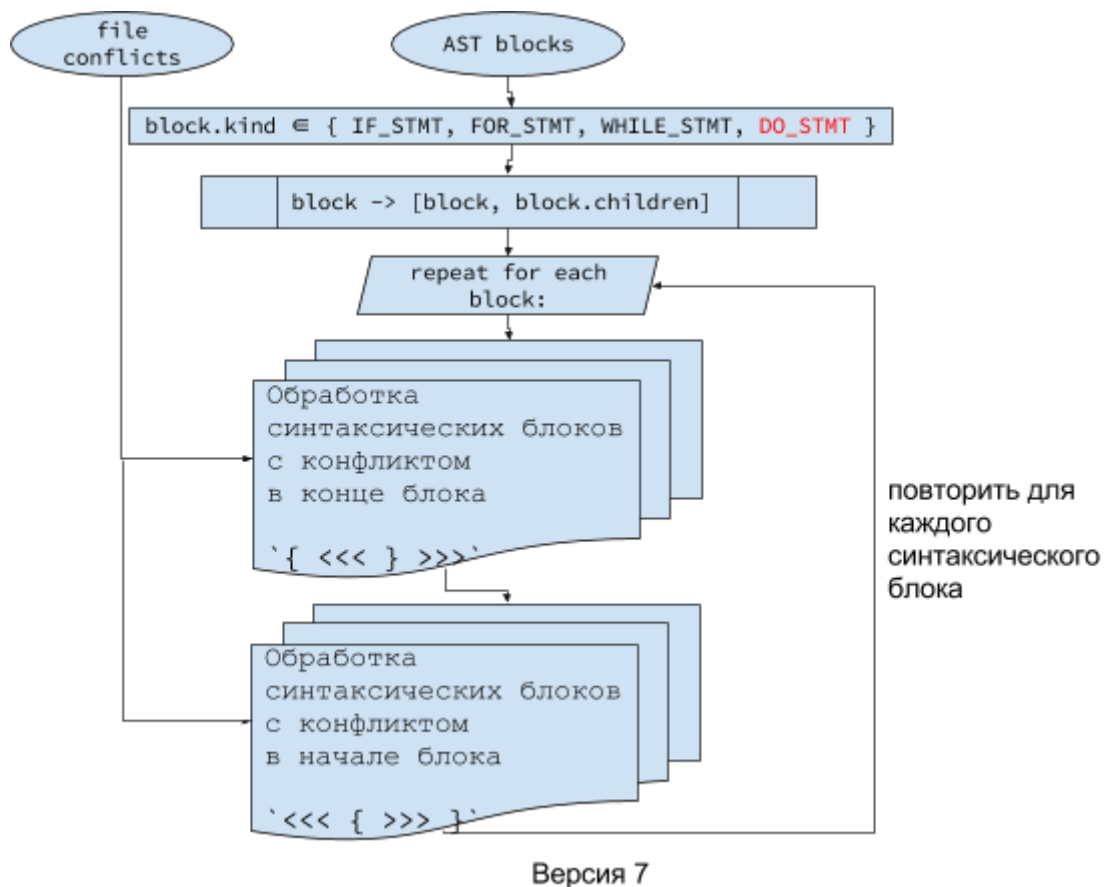 file
conflicts
AST blocks
block.kind ∈ { IF_STMT, FOR_STMT, WHILE_STMT, DO_STMT }
block -> [block, block.children]
repeat for each
block:
Обработка
синтаксических блоков
с конфликтом
в конце блока
`{ <<< } >>>`
повторить для
каждого
синтаксического
блока
Обработка
синтаксических блоков
с конфликтом
в начале блока
`<<< { >>> }`
Версия 7